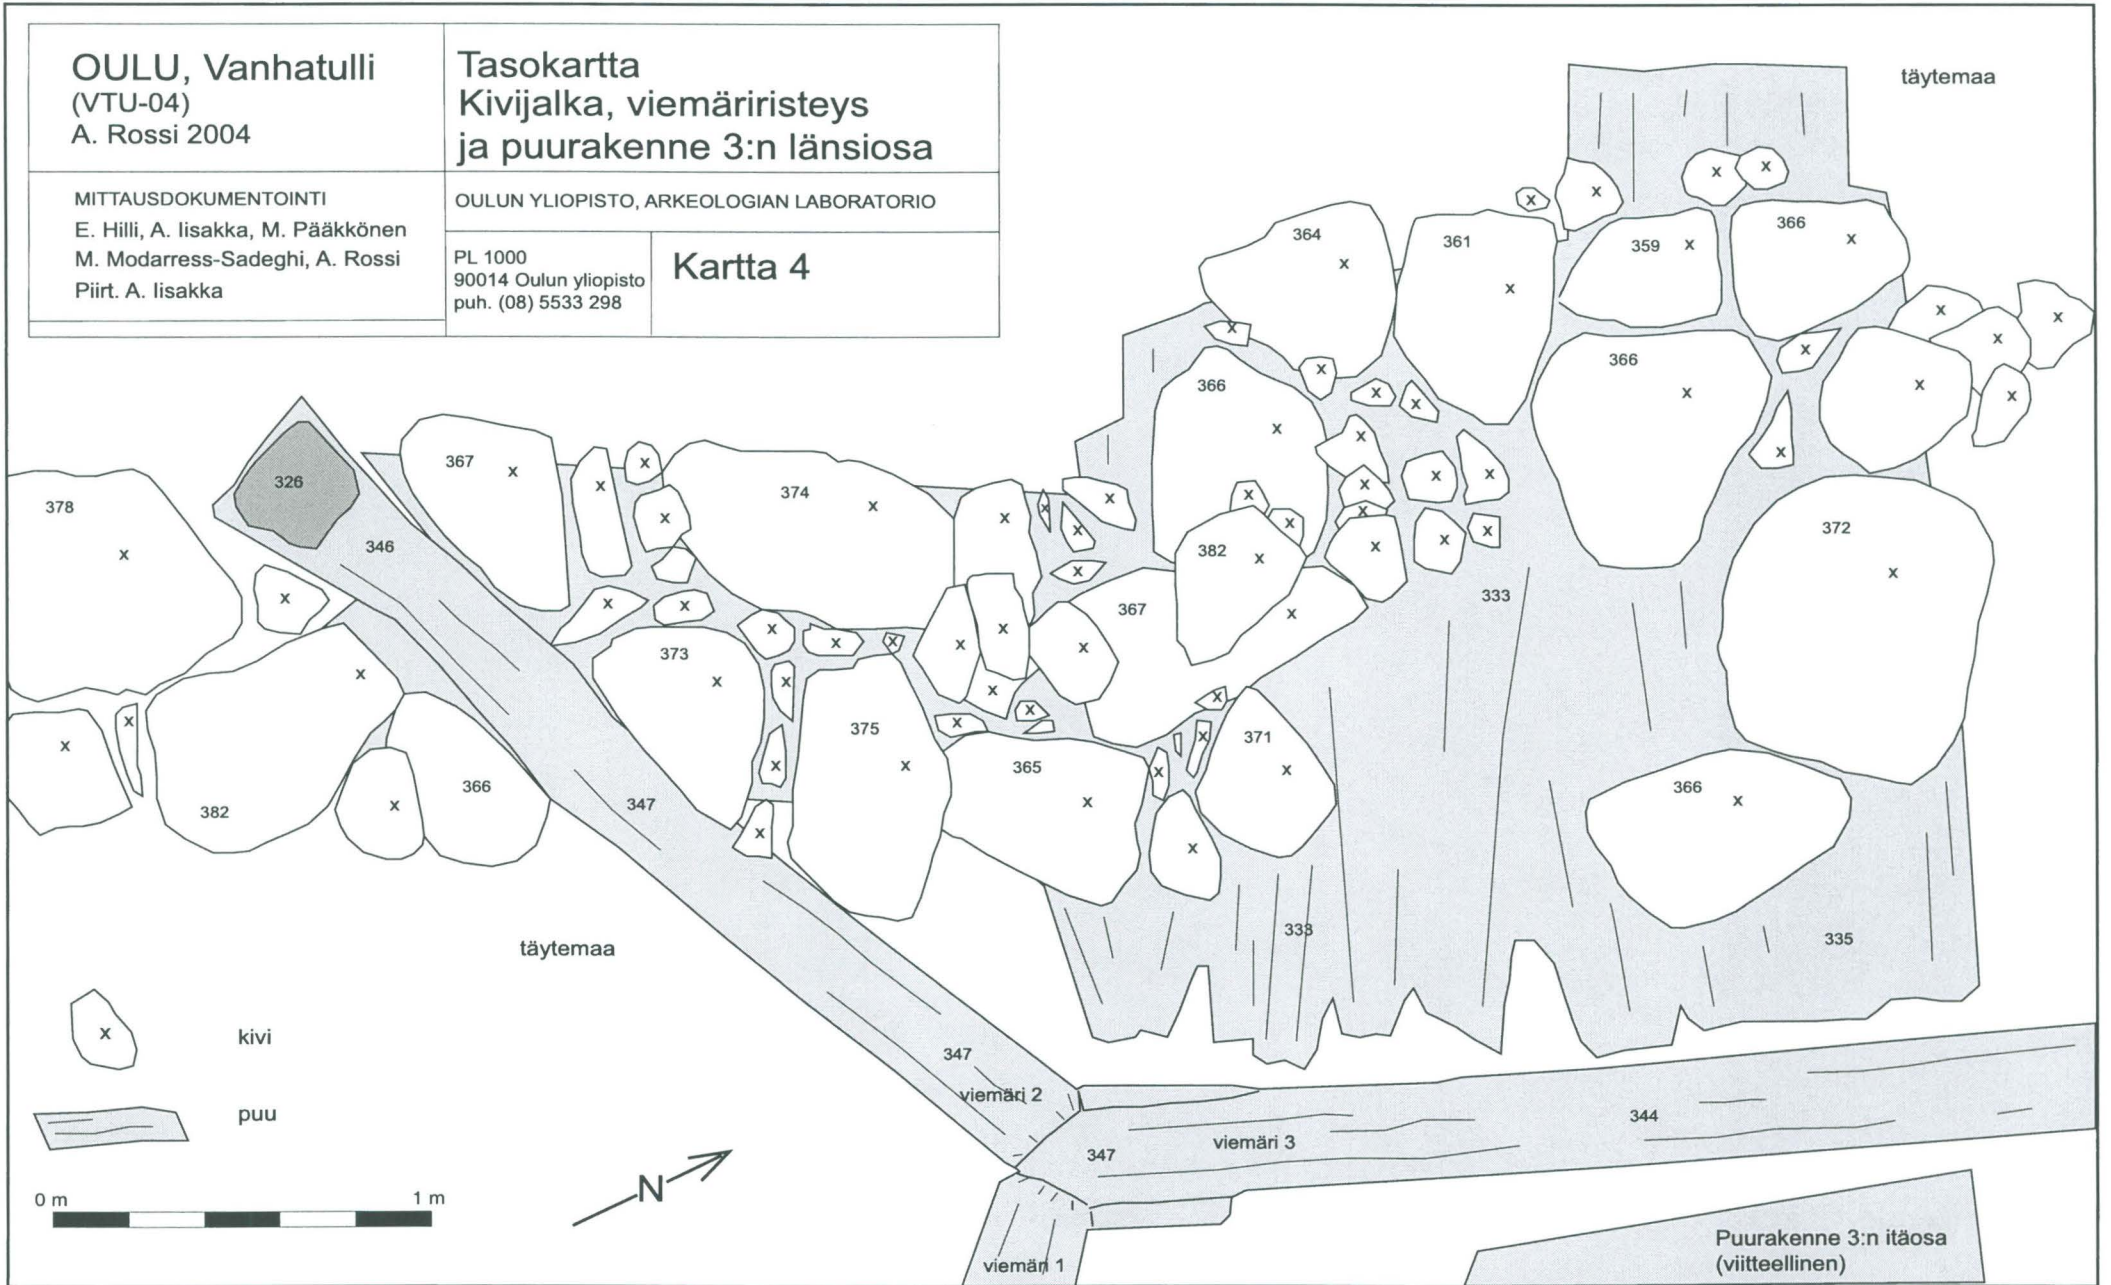 OULU, Vanhatulli
(VTU-04)
A. Rossi 2004
Tasokartta
Kivijalka, viemäriristeys
ja puurakenne 3:n länsiosa
MITTAUSDOKUMENTOINTI
E. Hilli, A. Iisakka, M. Pääkkönen
M. Modarress-Sadeghi, A. Rossi
Piirt. A. Iisakka
OULUN YLIOPISTO, ARKEOLOGIAN LABORATORIO
PL 1000
90014 Oulun yliopisto
puh. (08) 5533 298
Kartta 4
täytemaa
364
361
359
366
366
366
367
326
378
374
346
372
382
333
367
373
375
371
365
366
366
347
382
333
335
täytemaa
kivi
347
viemäri 2
puu
344
viemäri 3
347
N
0 m
1 m
Puurakenne 3:n itäosa
(viitteellinen)
viemäri 1